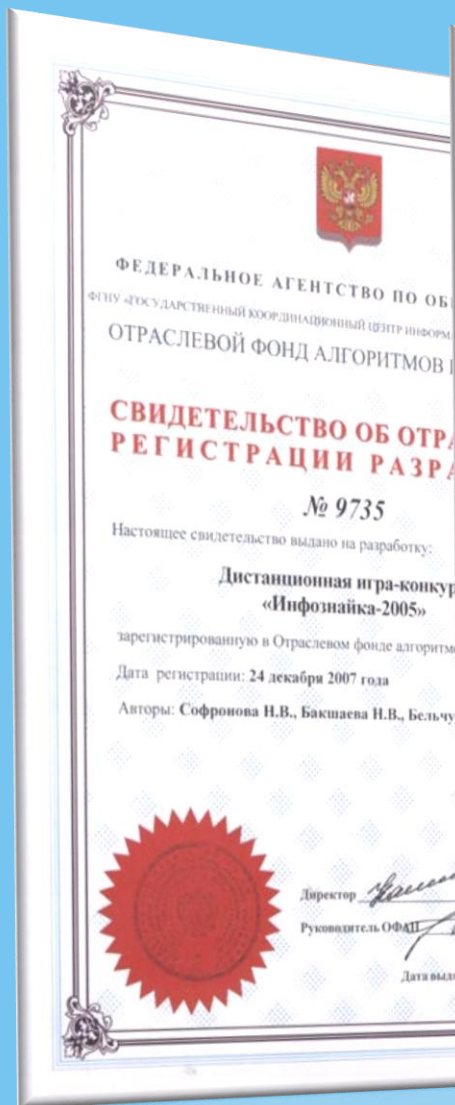 ФЕДЕРАЛЬНОЕ АГЕНТСТВО ПО ОБ
ФГНУ «ГОСУДАРСТВЕННЫЙ КООРДИНАЦИОННЫЙ ЦЕНТР ИНФОРМ
ОТРАСЛЕВОЙ ФОНД АЛГОРИТМОВ
СВИДЕТЕЛЬСТВО ОБ ОТРА
РЕГИСТРАЦИИ РАЗРА
№ 9735
Настоящее свидетельство выдано на разработку:
Дистанционная игра-конкур
«Инфознайка-2005»
зарегистрированную в Отраслевом фонде алгоритмо
Дата регистрации: 24 декабря 2007 года
Авторы: Софронова Н.В., Бакшаева Н.В., Бельчу
Директор
Руководитель ОФАП
Дата выд